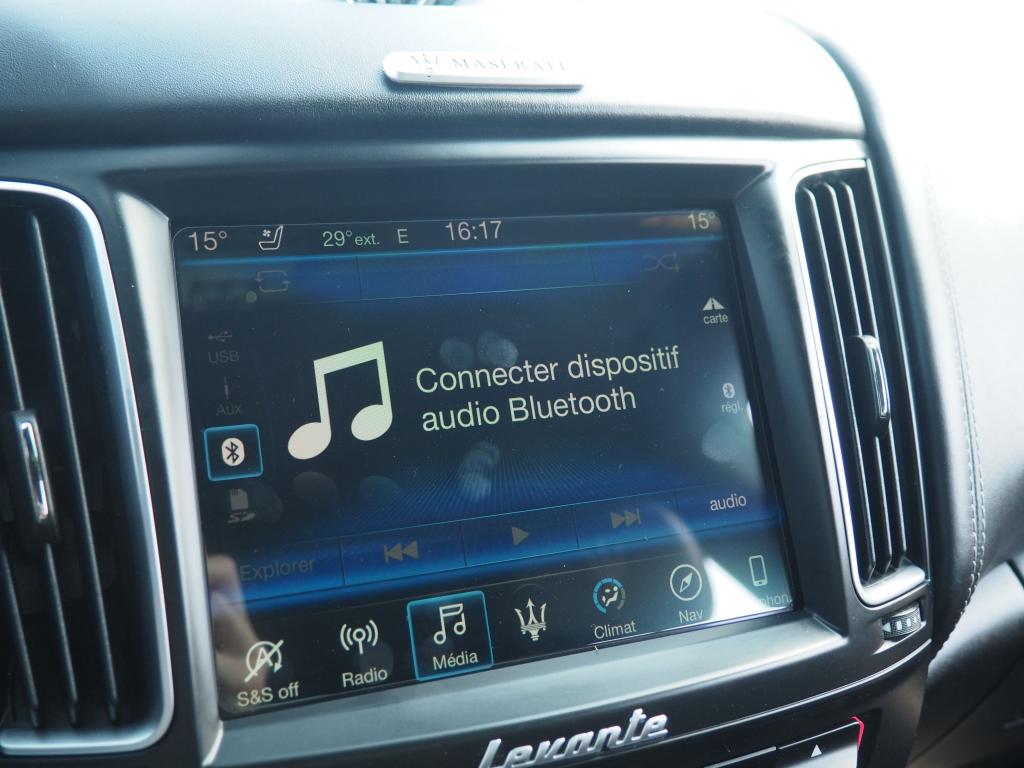 MASERATI
15° 29° ext. E 16:17 15°
USB
Aux
Connecter dispositif
audio Bluetooth
carte
régl.
SD
Explorer
audio
S&S off
Radio
Média
Climat
Nav
Levante